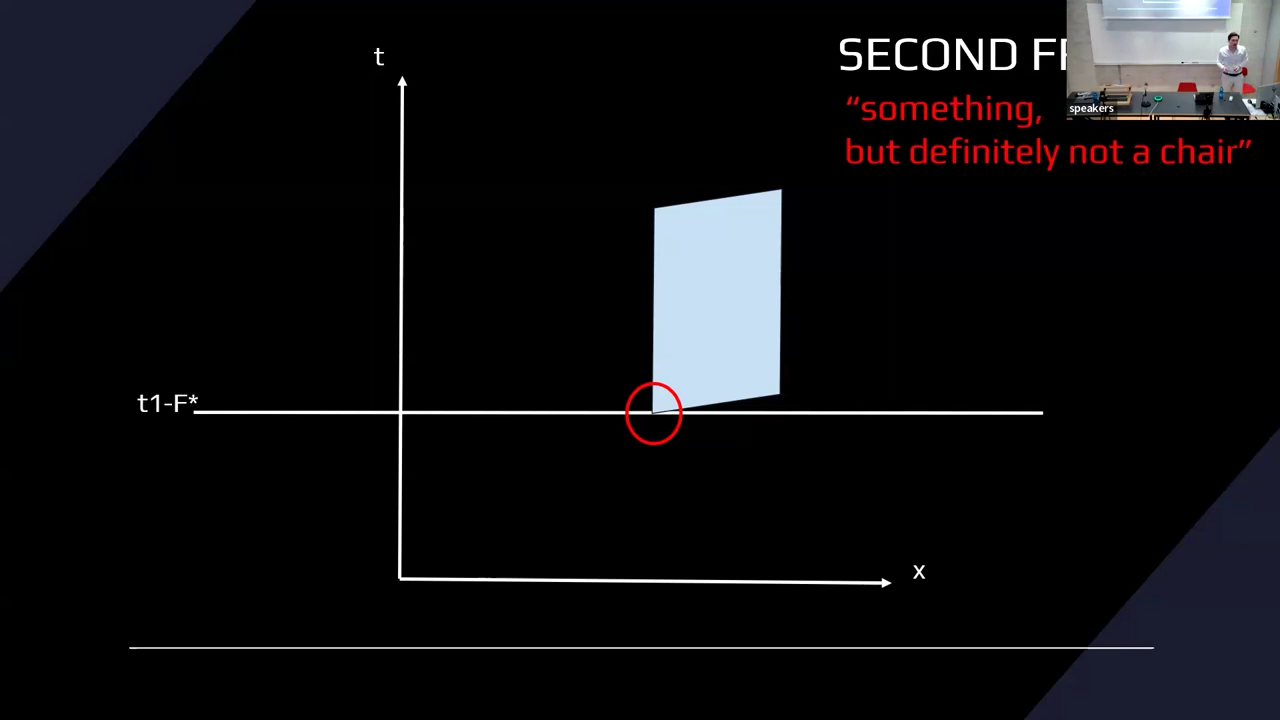 t
SECOND
speakers
“something,
but definitely not a chair”
t1-F*
x